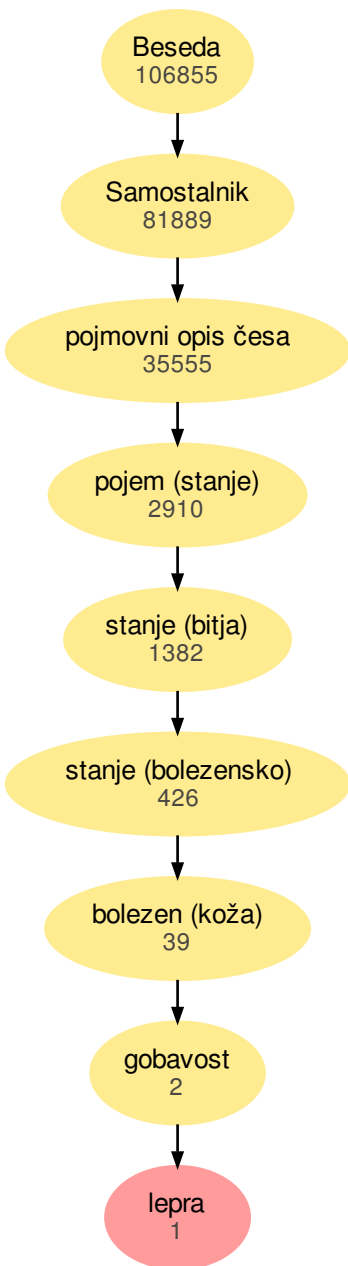 Beseda
106855
Samostalnik
81889
pojmovni opis česa
35555
pojem (stanje)
2910
stanje (bitja)
1382
stanje (bolezensko)
426
bolezen (koža)
39
gobavost
2
lepra
1